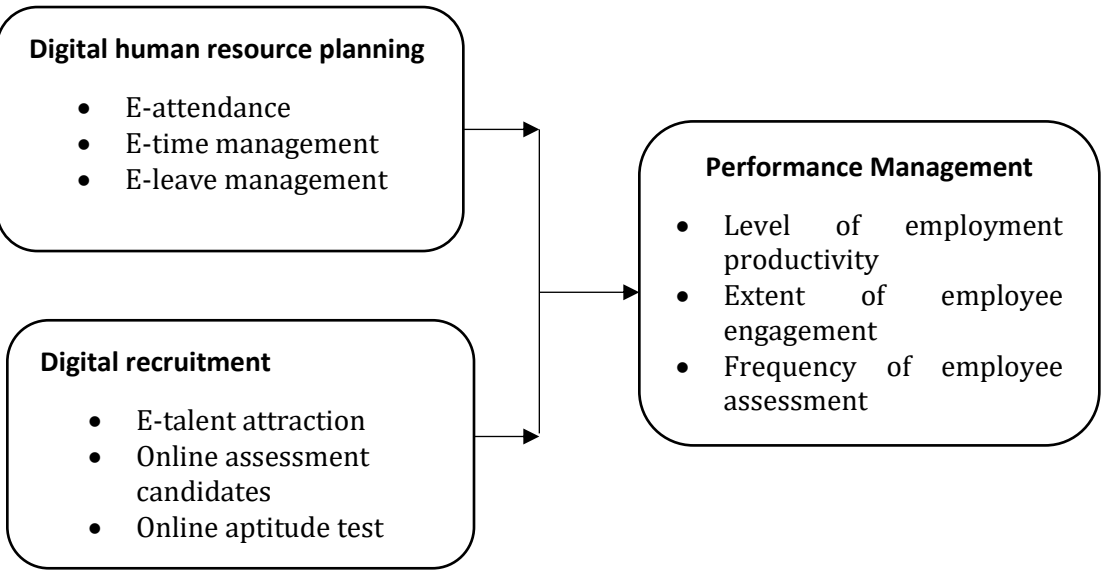 Digital human resource planning
• E-attendance
• E-time management
• E-leave management
Digital recruitment
• E-talent attraction
• Online assessment
candidates
• Online aptitude test
Performance Management
• Level of employment
productivity
• Extent of employee
engagement
• Frequency of employee
assessment